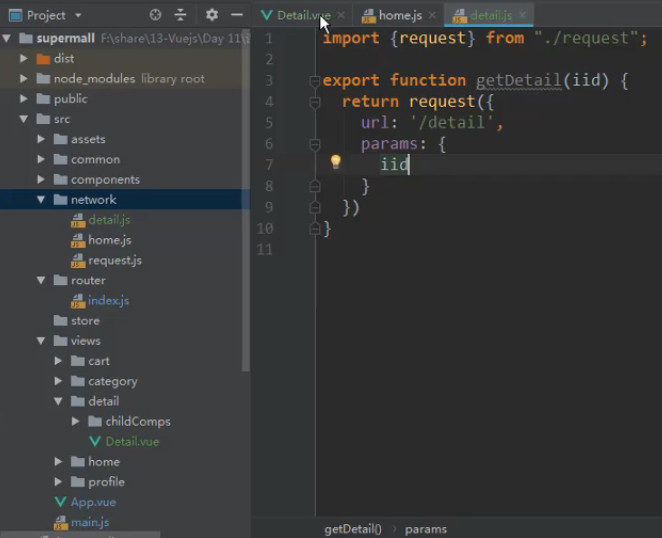 Project
Detail.vue
home.js
detail.js
supermall F:\share\13-Vuejs\Day 11\
dist
node_modules library root
public
src
assets
common
components
network
detail.js
home.js
request.js
router
index.js
store
views
cart
category
detail
childComps
Detail.vue
home
profile
App.vue
main.js
1 import {request} from "./request";
2
3 export function getDetail(iid) {
4 return request({
5 url: '/detail',
6 params: {
7 iid
8 }
9 })
10 }
11
getDetail() › params